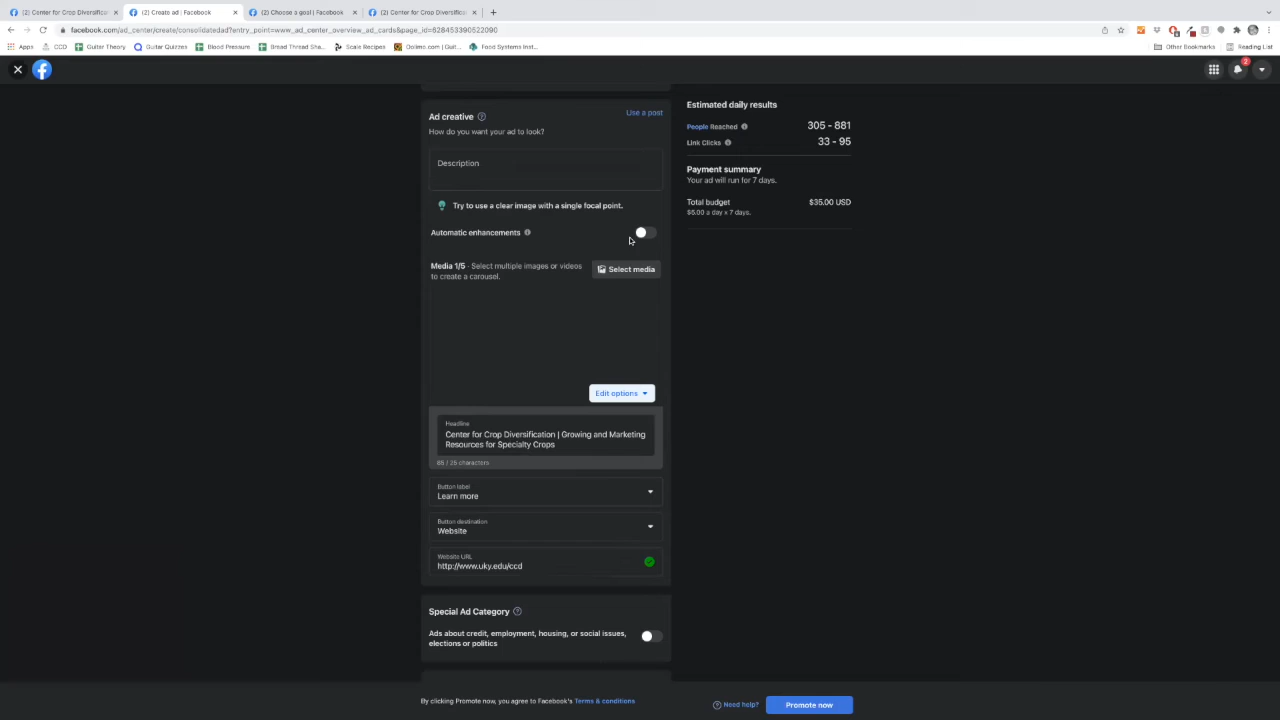 (2) Center for Crop Diversificat
(2) Create ad | Facebook
(2) Choose a goal | Facebook
(2) Center for Crop Diversificat
facebook.com/ad_center/create/consolidatedad?entry_point=www_ad_center_overview_ad_cards&page_id=628453390522090
Apps
CCD
Guitar Theory
Guitar Quizzes
Blood Pressure
Bread Thread Sha...
Scale Recipes
Oolimo.com | Guit...
Food Systems Inst...
Other Bookmarks
Reading List
2
Ad creative
Use a post
How do you want your ad to look?
Description
Try to use a clear image with a single focal point.
Automatic enhancements
Media 1/5 · Select multiple images or videos
to create a carousel.
Select media
Edit options
Headline
Center for Crop Diversification | Growing and Marketing
Resources for Specialty Crops
65 / 25 characters
Button label
Learn more
Button destination
Website
Website URL
http://www.uky.edu/ccd
Special Ad Category
Ads about credit, employment, housing, or social issues,
elections or politics
Estimated daily results
People Reached
305 - 881
Link Clicks
33 - 95
Payment summary
Your ad will run for 7 days.
Total budget
$35.00 USD
$5.00 a day x 7 days.
By clicking Promote now, you agree to Facebook's Terms & conditions
Need help?
Promote now